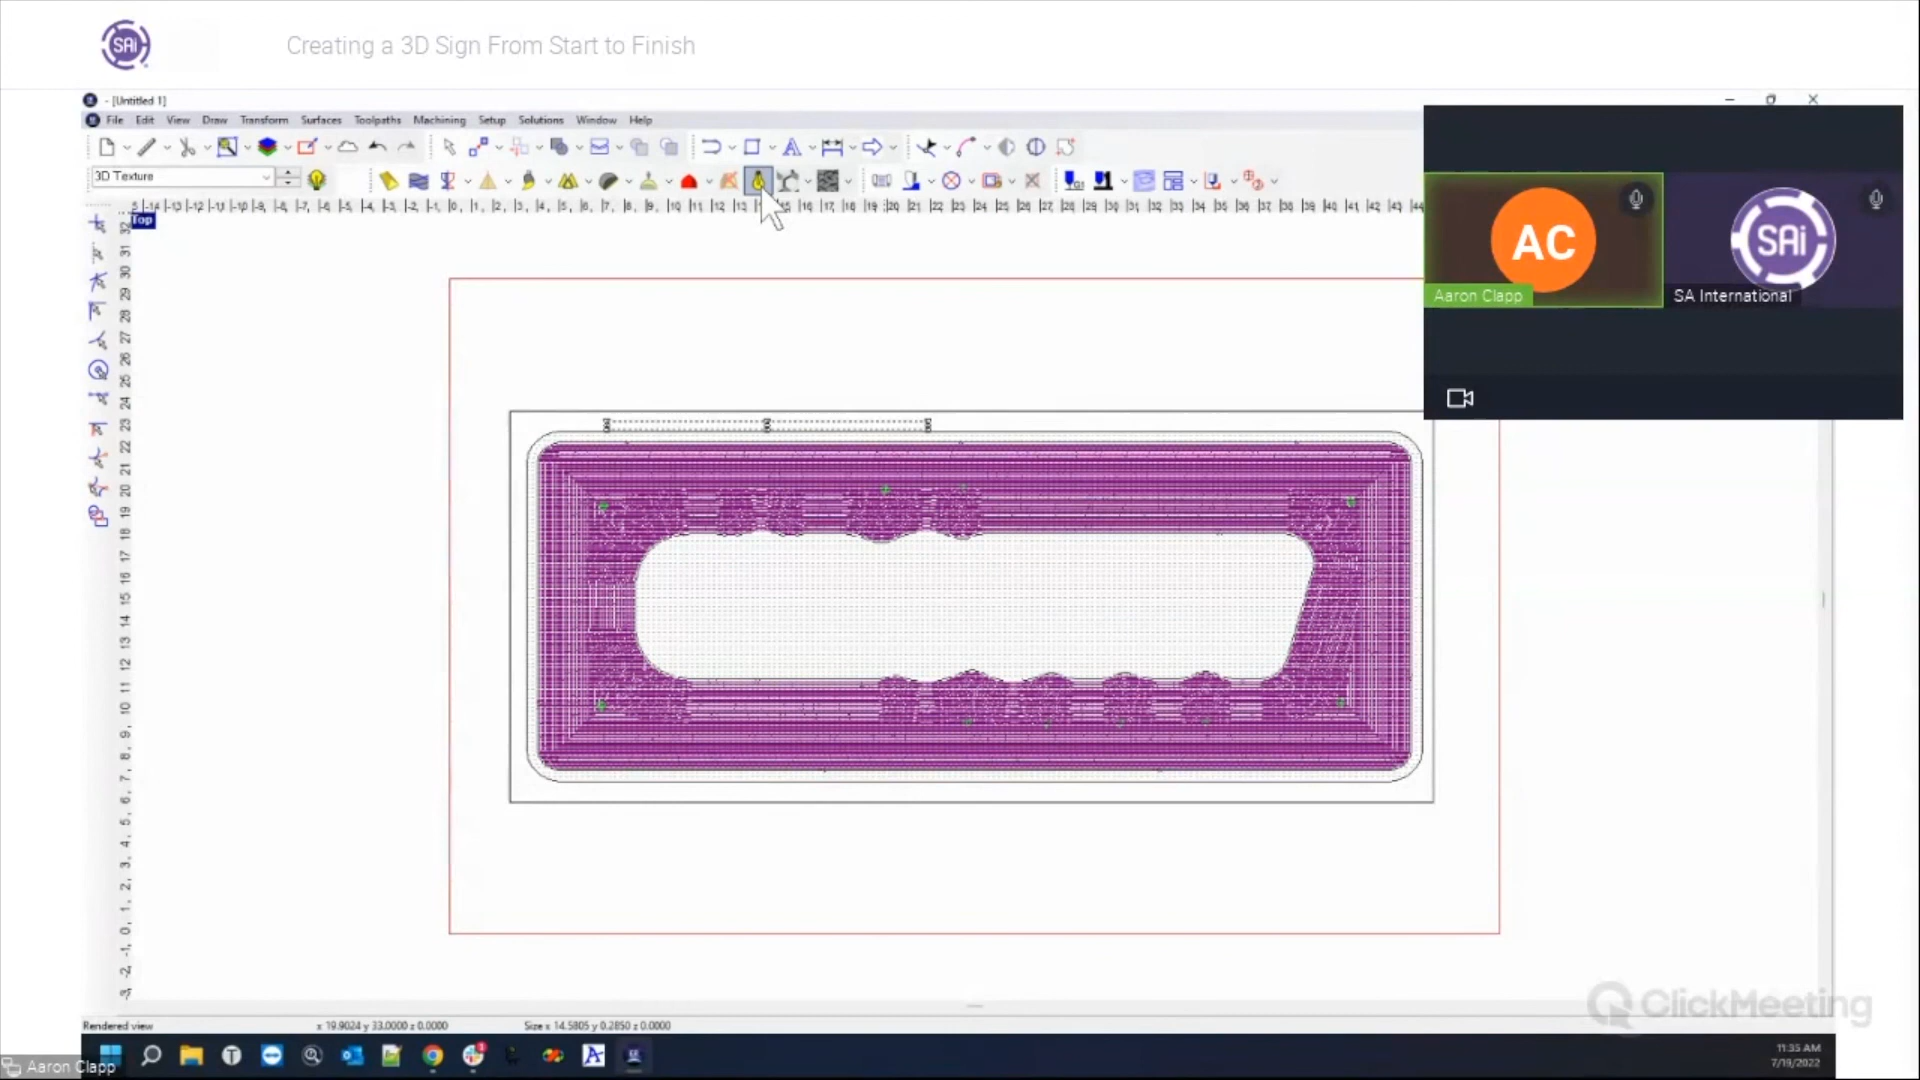 SAi
Creating a 3D Sign From Start to Finish
- [Untitled 1]
File Edit View Draw Transform Surfaces Toolpaths Machining Setup Solutions Window Help
3D Texture
Top
AC
Aaron Clapp
SAi
SA International
ClickMeeting
Rendered view
x 19.9024 y 33.0000 z 0.0000
Size x 14.5805 y 0.2850 z 0.0000
Aaron Clapp
11:35 AM
7/19/2022